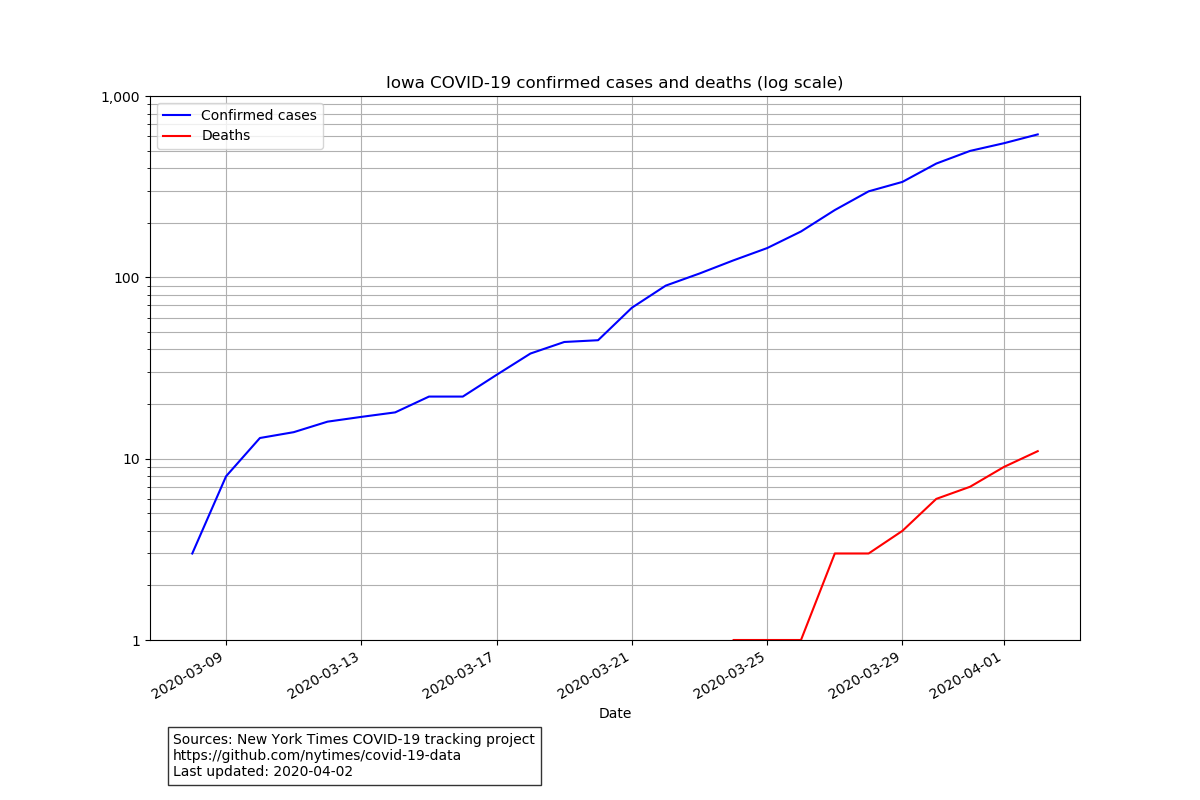 Iowa COVID-19 confirmed cases and deaths (log scale)
1,000
Confirmed cases
Deaths
100
10
1
2020-03-09
2020-03-13
2020-03-17
2020-03-21
2020-03-25
2020-03-29
2020-04-01
Date
Sources: New York Times COVID-19 tracking project
https://github.com/nytimes/covid-19-data
Last updated: 2020-04-02